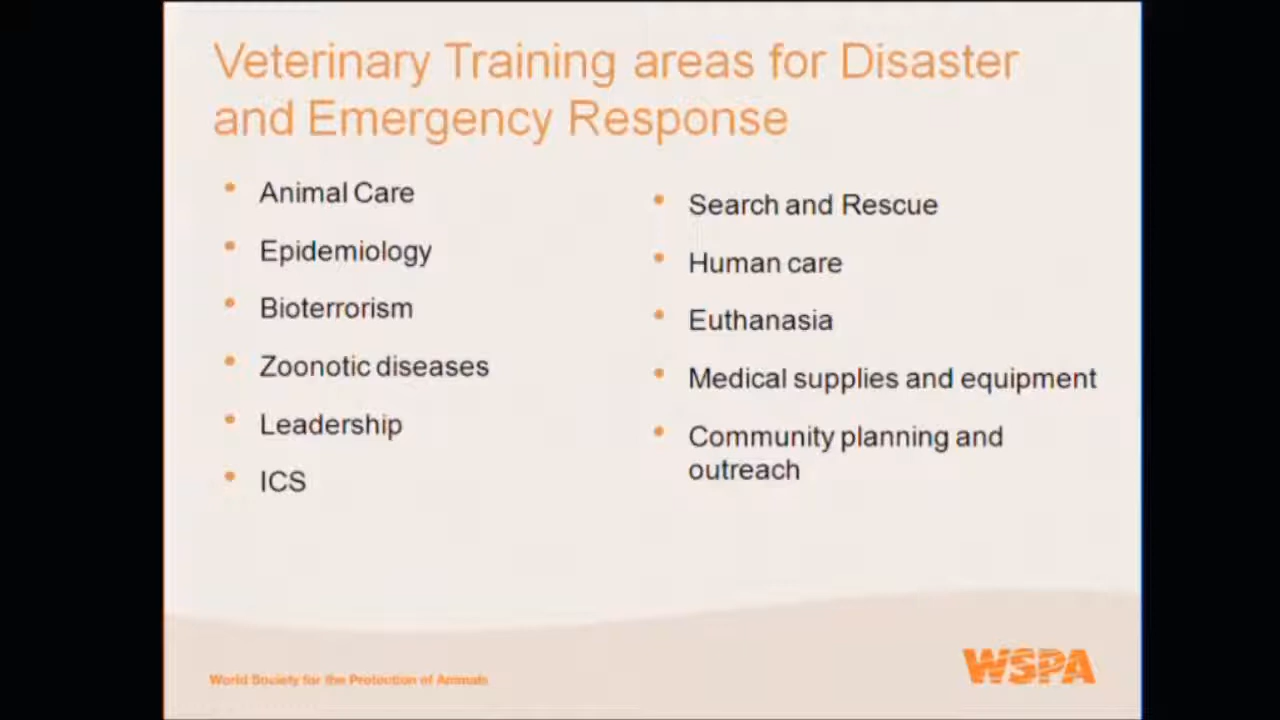 Veterinary Training areas for Disaster
and Emergency Response
Animal Care
Epidemiology
Bioterrorism
Zoonotic diseases
Leadership
ICS
Search and Rescue
Human care
Euthanasia
Medical supplies and equipment
Community planning and
outreach
World Society for the Protection of Animals
WSPA